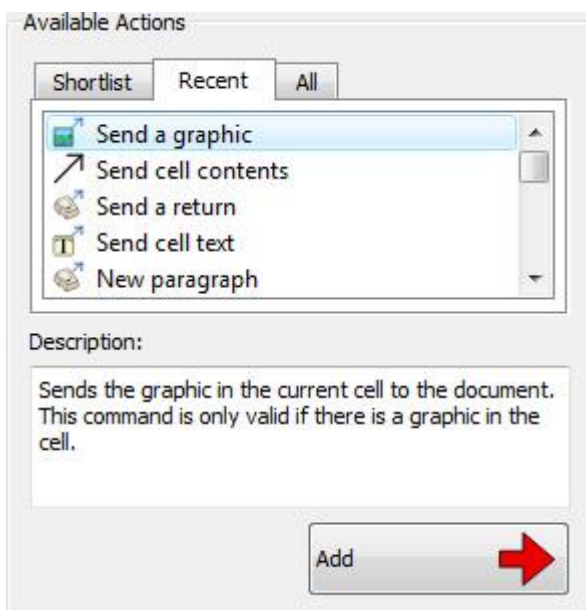 Available Actions
Shortlist Recent All
Send a graphic
Send cell contents
Send a return
T Send cell text
New paragraph
Description:
Sends the graphic in the current cell to the document.
This command is only valid if there is a graphic in the
cell.
Add